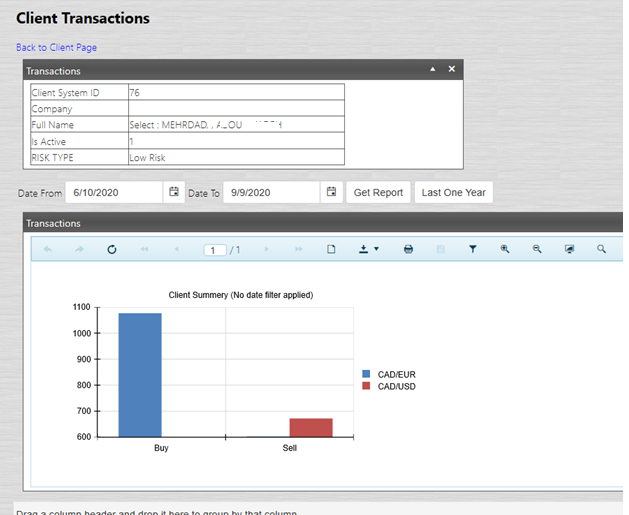 Client Transactions
Back to Client Page
Transactions
Client System ID 76
Company
Full Name Select : MEHRDAD, ,
Is Active 1
RISK TYPE Low Risk
Date From 6/10/2020 Date To 9/9/2020 Get Report Last One Year
Transactions
1 / 1
Client Summery (No date filter applied)
1100
1000
900
800
700
600
Buy Sell
CAD/EUR
CAD/USD
Drag a column header and drop it here to group by that column